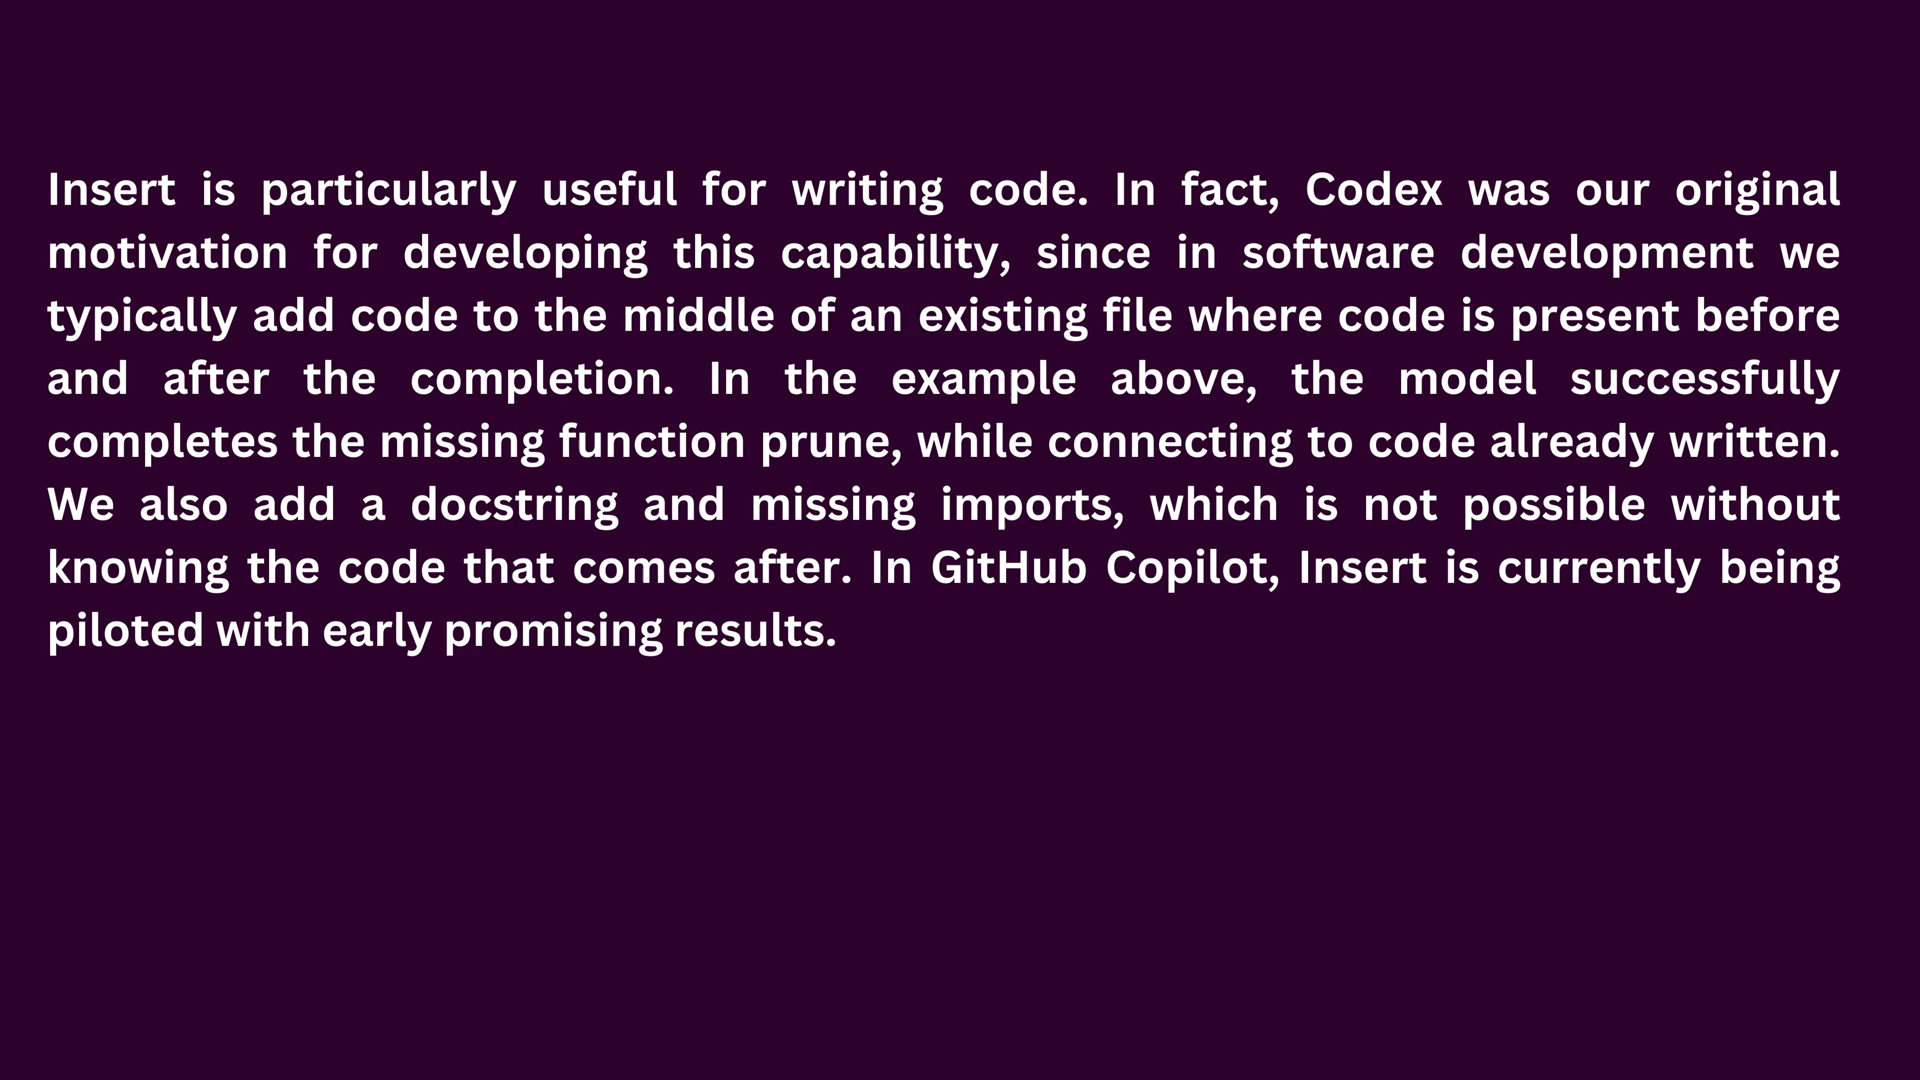 Insert is particularly useful for writing code. In fact, Codex was our original
motivation for developing this capability, since in software development we
typically add code to the middle of an existing file where code is present before
and after the completion. In the example above, the model successfully
completes the missing function prune, while connecting to code already written.
We also add a docstring and missing imports, which is not possible without
knowing the code that comes after. In GitHub Copilot, Insert is currently being
piloted with early promising results.